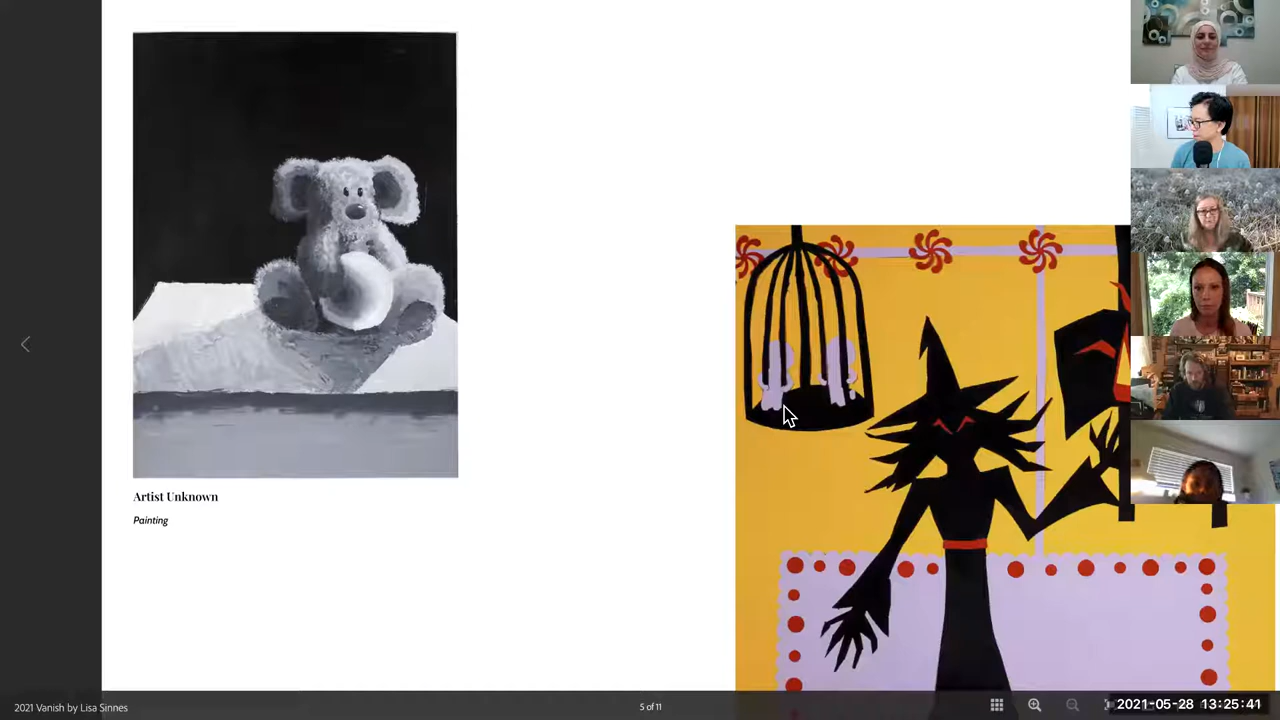 Artist Unknown
Painting
2021 Vanish by Lisa Sinnes
5 of 11
2021-05-28 13:25:41